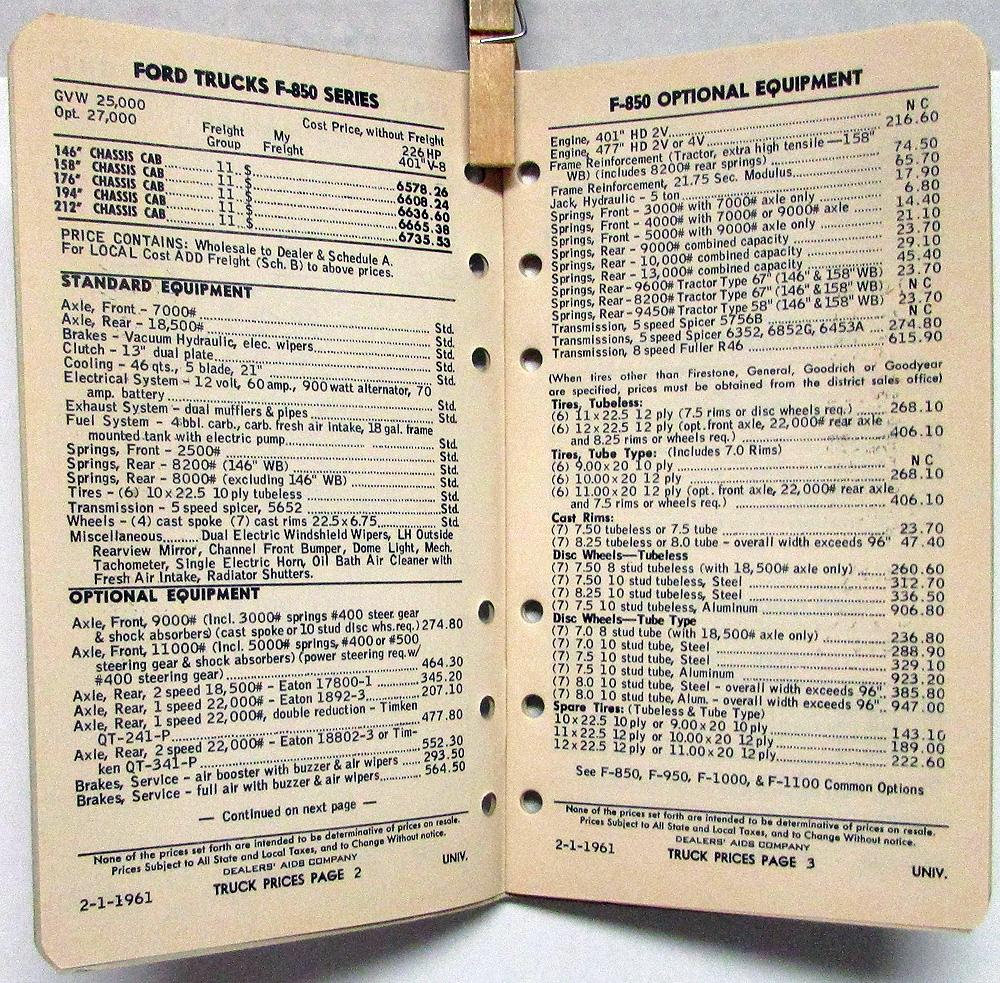 FORD TRUCKS F-850 SERIES
GVW 25,000
Opt. 27,000
Freight Group
My Freight
Cost Price, without Freight
226 HP
401" V-8
146" CHASSIS CAB 11 $ 6578.26
158" CHASSIS CAB 11 $ 6608.24
176" CHASSIS CAB 11 $ 6636.60
194" CHASSIS CAB 11 $ 6665.38
212" CHASSIS CAB 11 $ 6735.53
PRICE CONTAINS: Wholesale to Dealer & Schedule A.
For LOCAL Cost ADD Freight (Sch. B) to above prices.
STANDARD EQUIPMENT
Axle, Front - 7000# Std.
Axle, Rear - 18,500# Std.
Brakes - Vacuum Hydraulic, elec. wipers Std.
Clutch - 13" dual plate Std.
Cooling - 46 qts., 5 blade, 21" Std.
Electrical System - 12 volt, 60 amp., 900 watt alternator, 70
amp. battery Std.
Exhaust System - dual mufflers & pipes Std.
Fuel System - 4 bbl. carb., carb. fresh air intake, 18 gal. frame
mounted tank with electric pump Std.
Springs, Front - 2500# Std.
Springs, Rear - 8200# (146" WB) Std.
Springs, Rear - 8000# (excluding 146" WB) Std.
Tires - (6) 10 x 22.5 10 ply tubeless Std.
Transmission - 5 speed spicer, 5652 Std.
Wheels - (4) cast spoke (7) cast rims 22.5 x 6.75 Std.
Miscellaneous....... Dual Electric Windshield Wipers, LH Outside
Rearview Mirror, Channel Front Bumper, Dome Light, Mech.
Tachometer, Single Electric Horn, Oil Bath Air Cleaner with
Fresh Air Intake, Radiator Shutters.
OPTIONAL EQUIPMENT
Axle, Front, 9000# (Incl. 3000# springs #400 steer gear
& shock absorbers) (cast spoke or 10 stud disc whs. req.) 274.80
Axle, Front, 11000# (Incl. 5000# springs, #400 or #500
steering gear & shock absorbers) (power steering req. w/
#400 steering gear) 464.30
Axle, Rear, 2 speed 18,500# - Eaton 17800-1 345.20
Axle, Rear, 1 speed 22,000# - Eaton 1892-3 207.10
Axle, Rear, 1 speed 22,000#, double reduction - Timken
QT-241-P 477.80
Axle, Rear, 2 speed 22,000# - Eaton 18802-3 or Tim-
ken QT-341-P 552.30
Brakes, Service - air booster with buzzer & air wipers 293.50
Brakes, Service - full air with buzzer & air wipers 564.50
— Continued on next page —
None of the prices set forth are intended to be determinative of prices on resale.
Prices Subject to All State and Local Taxes, and to Change Without notice.
DEALERS' AIDS COMPANY
2-1-1961 TRUCK PRICES PAGE 2 UNIV.
F-850 OPTIONAL EQUIPMENT
Engine, 401" HD 2V N C
Engine, 477" HD 2V or 4V 216.60
Frame Reinforcement (Tractor, extra high tensile—158"
WB) (includes 8200# rear springs) 74.50
Frame Reinforcement, 21.75 Sec. Modulus 65.70
Jack, Hydraulic - 5 ton 17.90
Springs, Front - 3000# with 7000# axle only 6.80
Springs, Front - 4000# with 7000# or 9000# axle 14.40
Springs, Front - 5000# with 9000# axle only 21.10
Springs, Rear - 9000# combined capacity 23.70
Springs, Rear - 10,000# combined capacity 29.10
Springs, Rear - 13,000# combined capacity 45.40
Springs, Rear - 9600# Tractor Type 67" (146" & 158" WB) 23.70
Springs, Rear - 8200# Tractor Type 67" (146" & 158" WB) N C
Springs, Rear - 9450# Tractor Type 58" (146" & 158" WB) 23.70
Transmission, 5 speed Spicer 5756B N C
Transmissions, 5 speed Spicer 6352, 6852G, 6453A 274.80
Transmission, 8 speed Fuller R46 615.90
(When tires other than Firestone, General, Goodrich or Goodyear
are specified, prices must be obtained from the district sales office)
Tires, Tubeless:
(6) 11 x 22.5 12 ply (7.5 rims or disc wheels req.) 268.10
(6) 12 x 22.5 12 ply (opt. front axle, 22,000# rear axle
and 8.25 rims or wheels req.) 406.10
Tires, Tube Type: (Includes 7.0 Rims)
(6) 9.00 x 20 10 ply N C
(6) 10.00 x 20 12 ply 268.10
(6) 11.00 x 20 12 ply (opt. front axle, 22,000# rear axle
and 7.5 rims or wheels req.) 406.10
Cast Rims:
(7) 7.50 tubeless or 7.5 tube 23.70
(7) 8.25 tubeless or 8.0 tube - overall width exceeds 96" 47.40
Disc Wheels—Tubeless
(7) 7.50 8 stud tubeless (with 18,500# axle only) 260.60
(7) 7.50 10 stud tubeless, Steel 312.70
(7) 8.25 10 stud tubeless, Steel 336.50
(7) 7.5 10 stud tubeless, Aluminum 906.80
Disc Wheels—Tube Type
(7) 7.0 8 stud tube (with 18,500# axle only) 236.80
(7) 7.0 10 stud tube, Steel 288.90
(7) 7.5 10 stud tube, Steel 329.10
(7) 7.5 10 stud tube, Aluminum 923.20
(7) 8.0 10 stud tube, Steel - overall width exceeds 96" 385.80
(7) 8.0 10 stud tube, Alum. - overall width exceeds 96" 947.00
Spare Tires: (Tubeless & Tube Type)
10 x 22.5 10 ply or 9.00 x 20 10 ply 143.10
11 x 22.5 12 ply or 10.00 x 20 12 ply 189.00
12 x 22.5 12 ply or 11.00 x 20 12 ply 222.60
See F-850, F-950, F-1000, & F-1100 Common Options
None of the prices set forth are intended to be determinative of prices on resale.
Prices Subject to All State and Local Taxes, and to Change Without notice.
DEALERS' AIDS COMPANY
2-1-1961 TRUCK PRICES PAGE 3 UNIV.